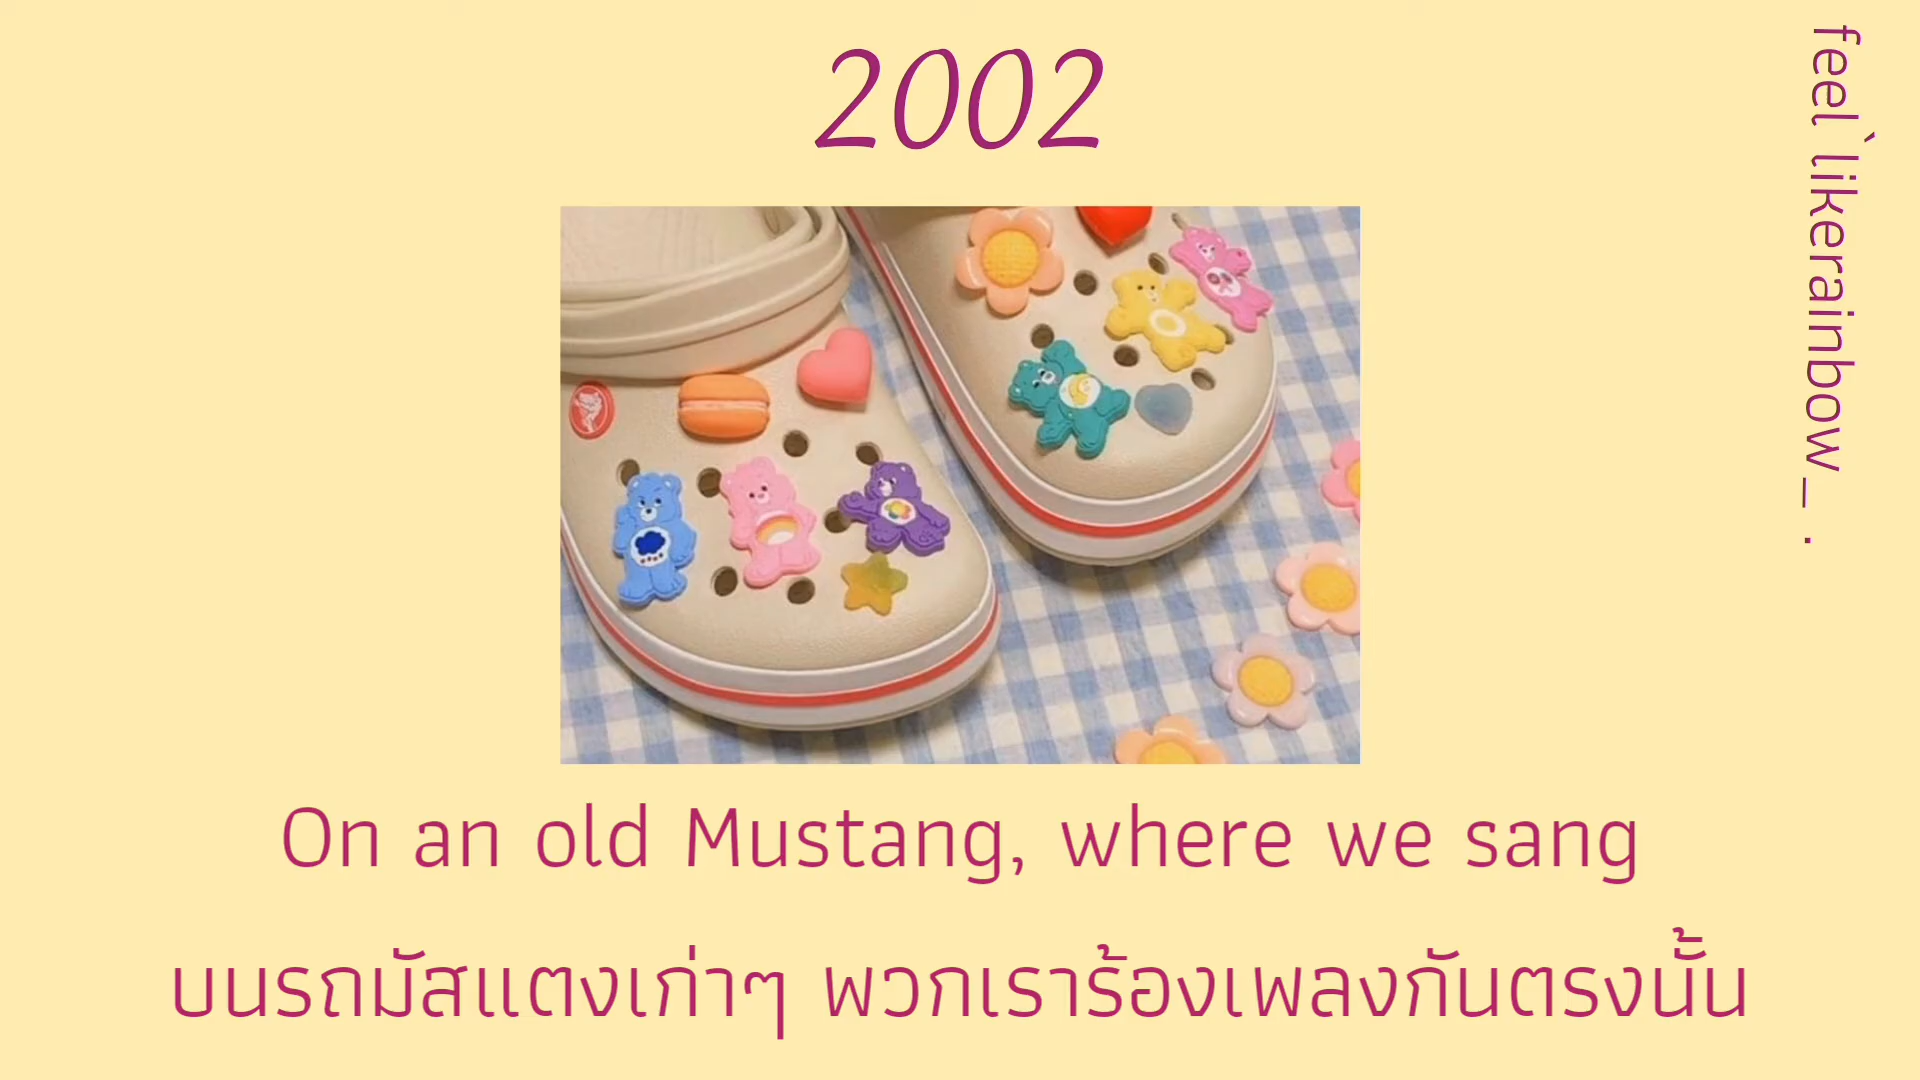 2002
feel`likerainbow_ .
On an old Mustang, where we sang
บนรถมัสแตงเก่าๆ พวกเราร้องเพลงกันตรงนั้น